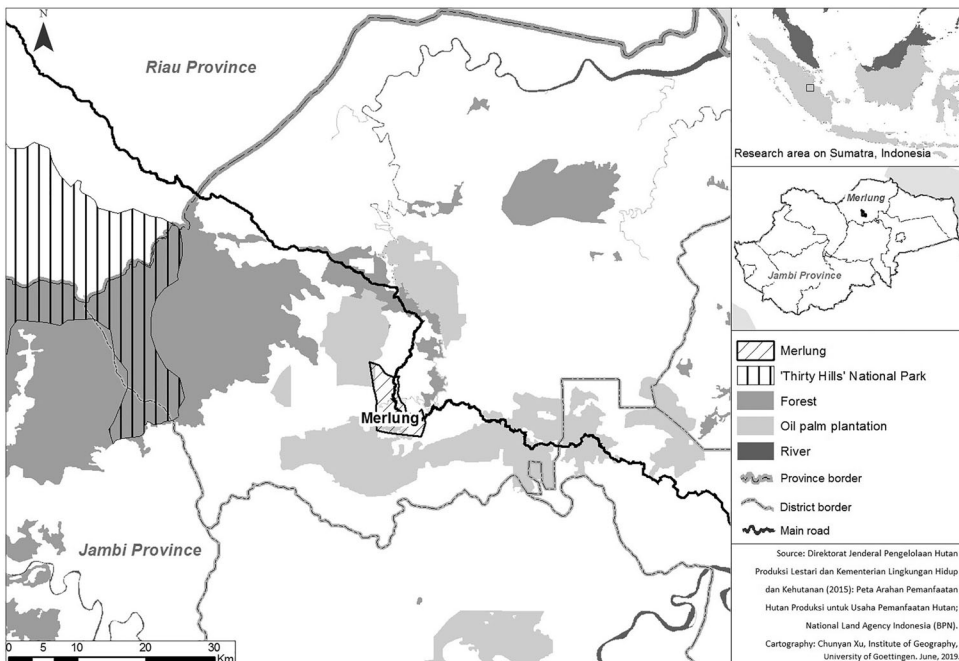 N
Riau Province
Merlung
Jambi Province
0 5 10 20 30
Km
Research area on Sumatra, Indonesia
Merlung
Jambi Province
Merlung
'Thirty Hills' National Park
Forest
Oil palm plantation
River
Province border
District border
Main road
Source: Direktorat Jenderal Pengelolaan Hutan
Produksi Lestari dan Kementerian Lingkungan Hidup
dan Kehutanan (2015): Peta Arahan Pemanfaatan
Hutan Produksi untuk Usaha Pemanfaatan Hutan;
National Land Agency Indonesia (BPN).
Cartography: Chunyan Xu, Institute of Geography,
University of Goettingen. June, 2019.